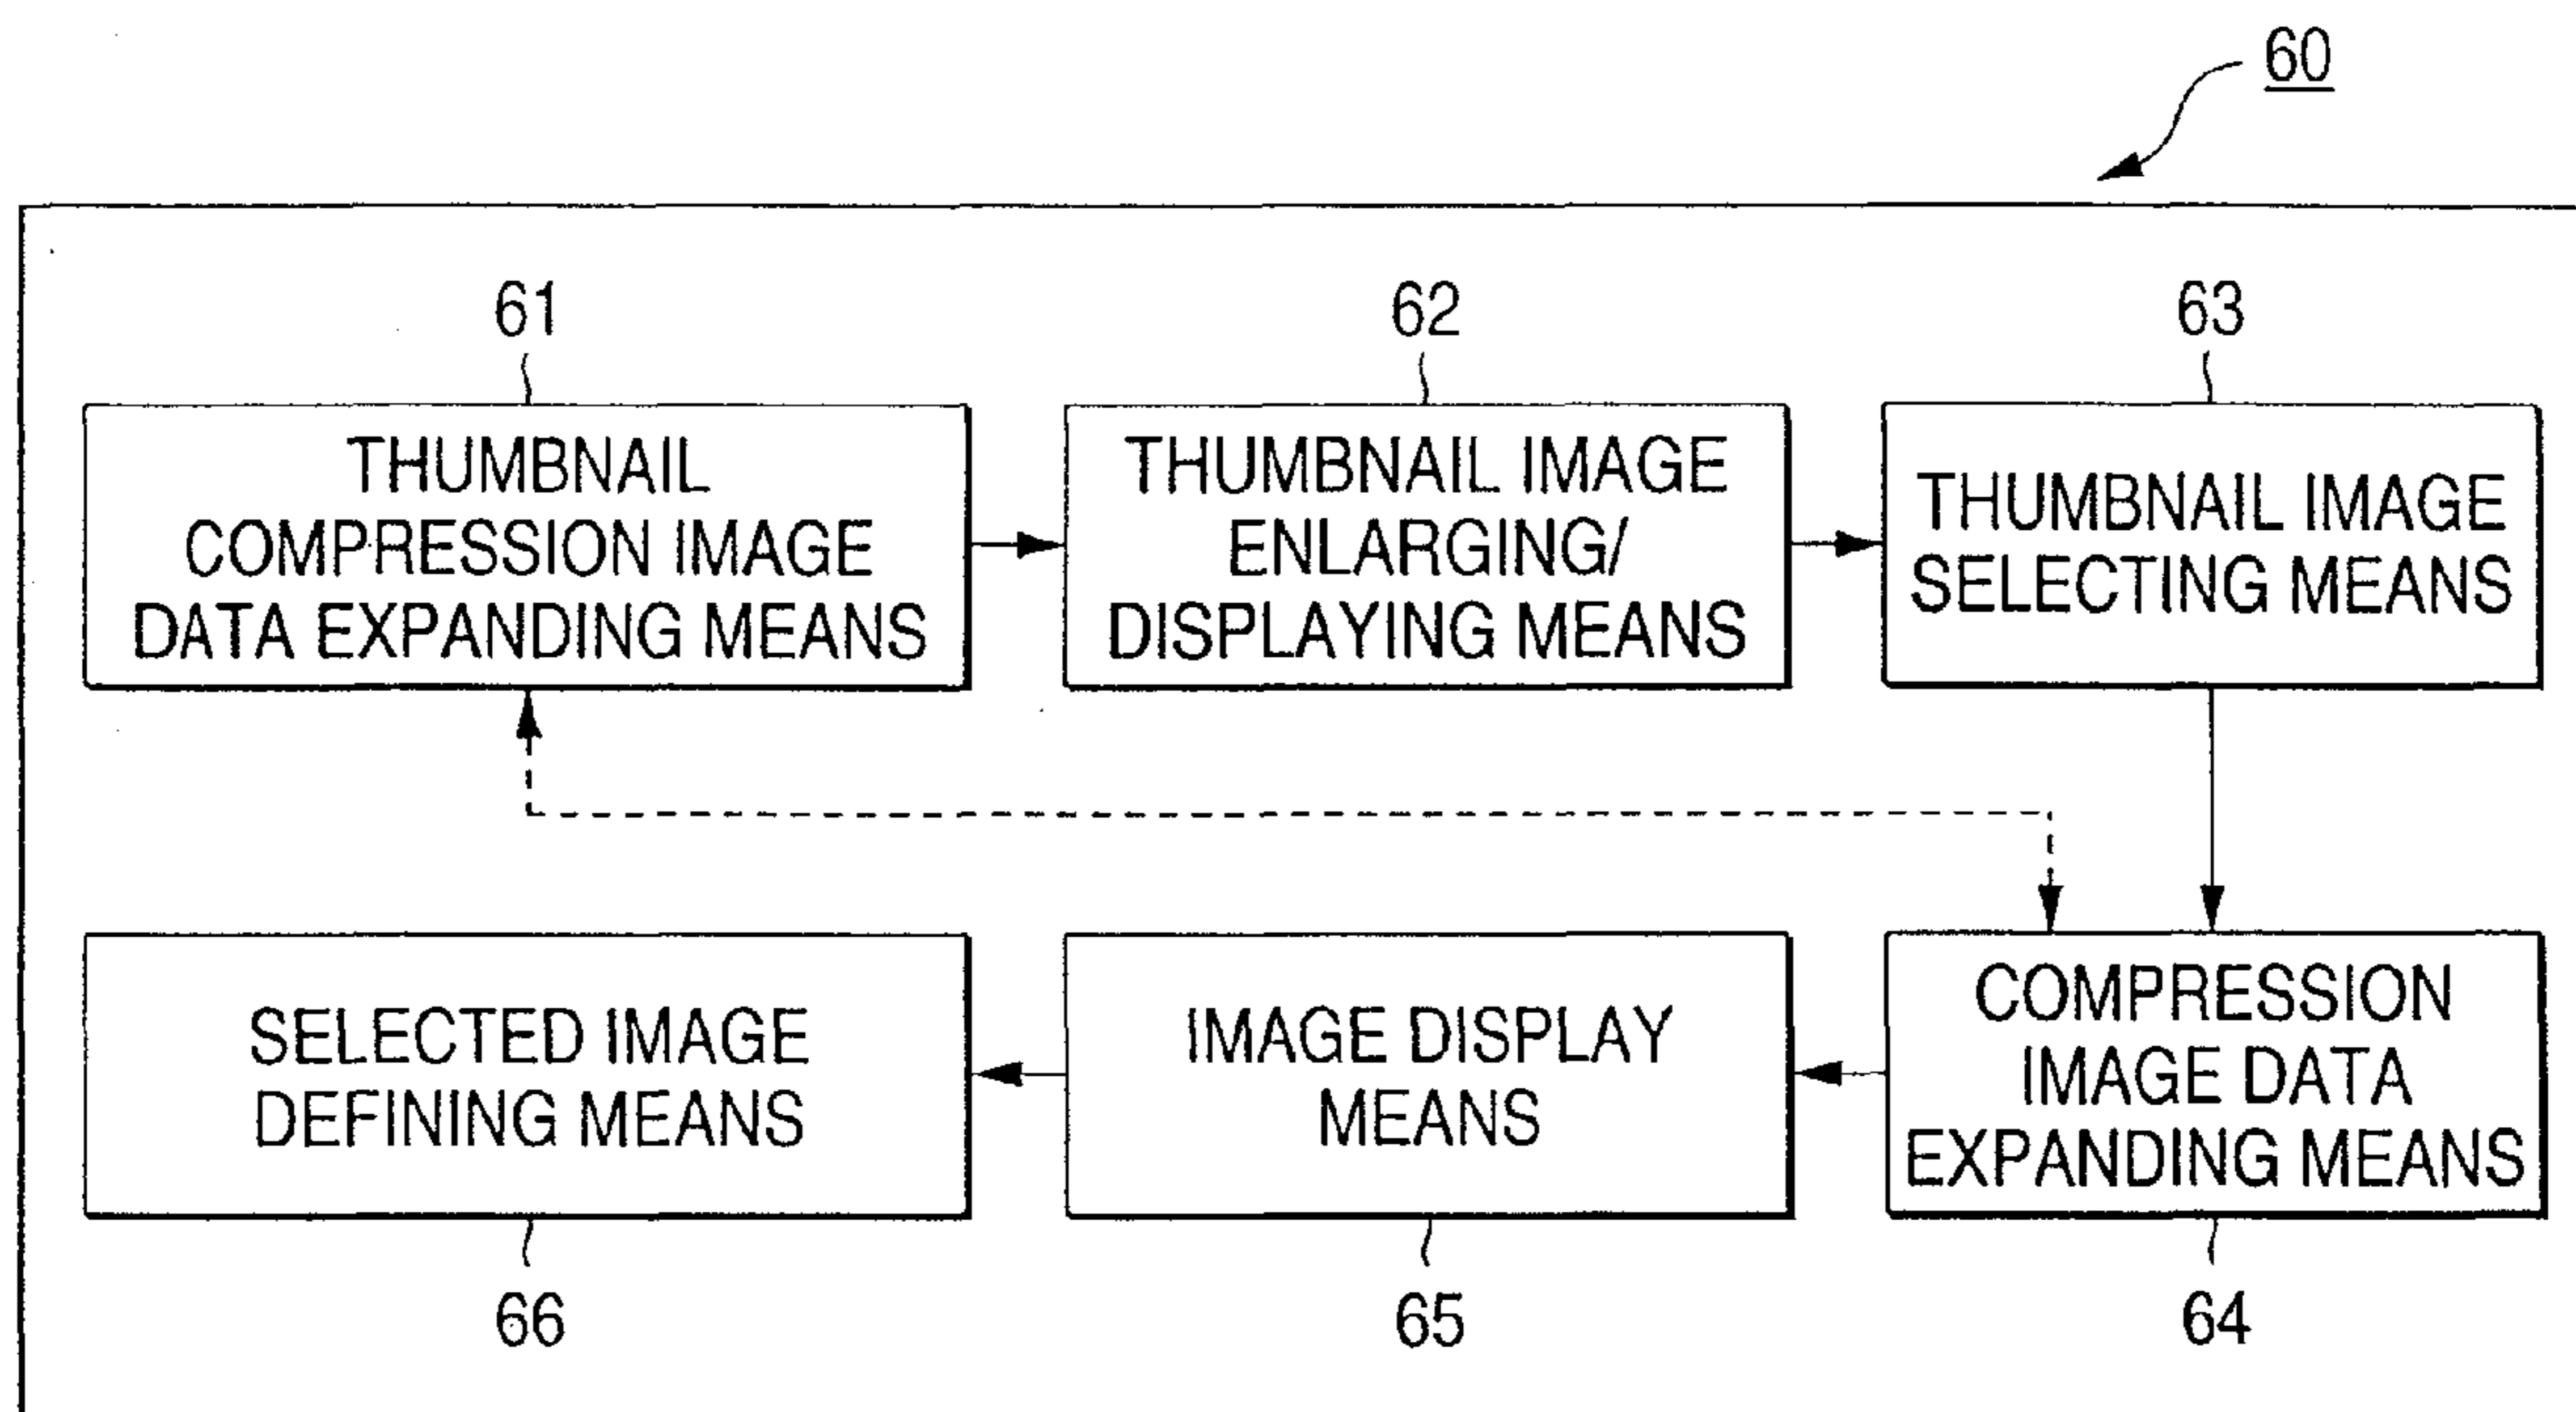 60
61
62
63
THUMBNAIL
COMPRESSION IMAGE
DATA EXPANDING MEANS
THUMBNAIL IMAGE
ENLARGING/
DISPLAYING MEANS
THUMBNAIL IMAGE
SELECTING MEANS
SELECTED IMAGE
DEFINING MEANS
IMAGE DISPLAY
MEANS
COMPRESSION
IMAGE DATA
EXPANDING MEANS
66
65
64